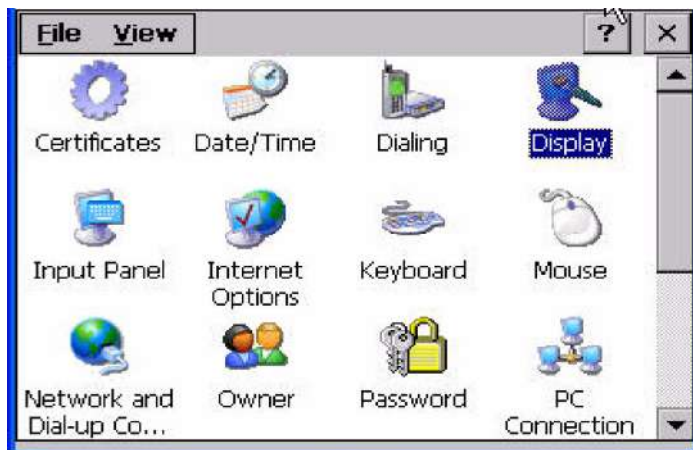 File View ? ×
Certificates Date/Time Dialing Display
Input Panel Internet Options Keyboard Mouse
Network and Dial-up Co... Owner Password PC Connection